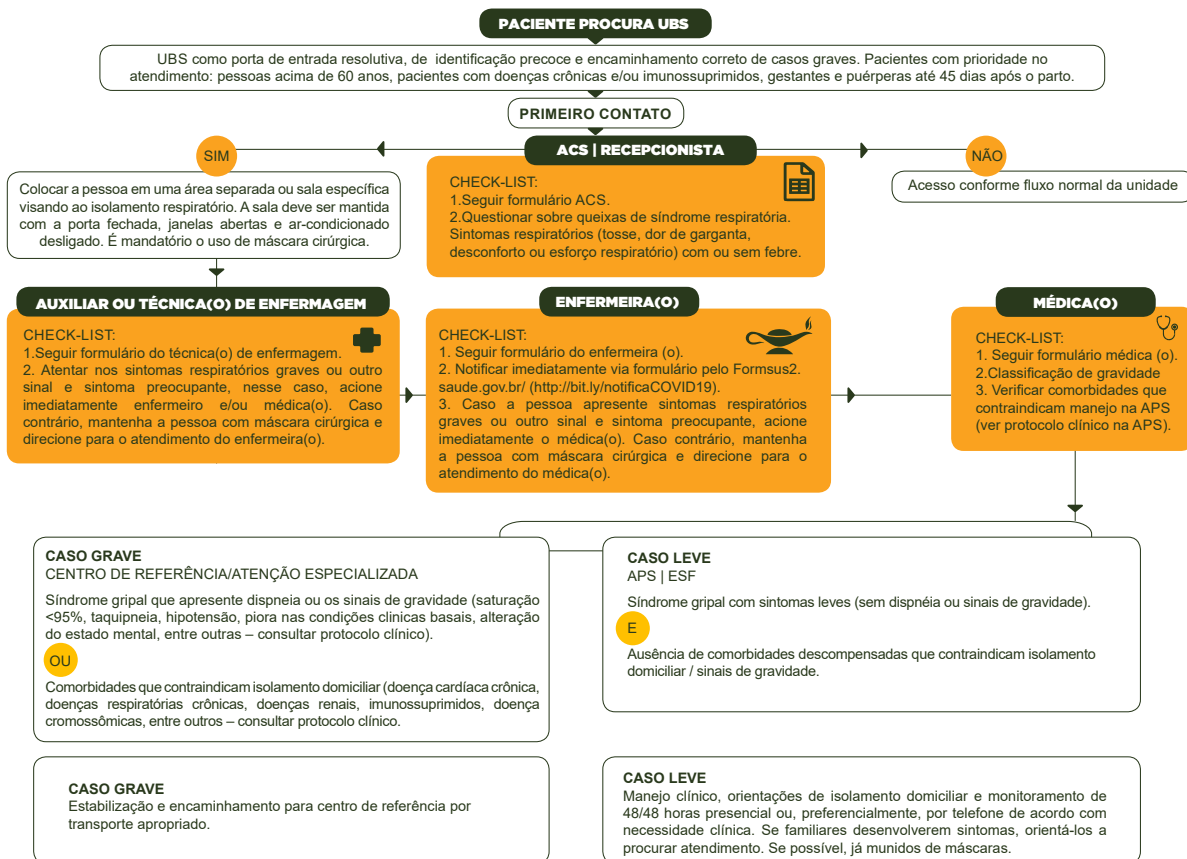 PACIENTE PROCURA UBS
UBS como porta de entrada resolutiva, de identificação precoce e encaminhamento correto de casos graves. Pacientes com prioridade no
atendimento: pessoas acima de 60 anos, pacientes com doenças crônicas e/ou imunossuprimidos, gestantes e puérperas até 45 dias após o parto.
PRIMEIRO CONTATO
SIM
ACS | RECEPCIONISTA
NÃO
Colocar a pessoa em uma área separada ou sala específica
visando ao isolamento respiratório. A sala deve ser mantida
com a porta fechada, janelas abertas e ar-condicionado
desligado. É mandatório o uso de máscara cirúrgica.
CHECK-LIST:
1.Seguir formulário ACS.
2.Questionar sobre queixas de síndrome respiratória.
Sintomas respiratórios (tosse, dor de garganta,
desconforto ou esforço respiratório) com ou sem febre.
Acesso conforme fluxo normal da unidade
AUXILIAR OU TÉCNICA(O) DE ENFERMAGEM
CHECK-LIST:
1.Seguir formulário do técnica(o) de enfermagem.
2. Atentar nos sintomas respiratórios graves ou outro
sinal e sintoma preocupante, nesse caso, acione
imediatamente enfermeiro e/ou médica(o). Caso
contrário, mantenha a pessoa com máscara cirúrgica e
direcione para o atendimento do enfermeira(o).
ENFERMEIRA(O)
CHECK-LIST:
1. Seguir formulário do enfermeira (o).
2. Notificar imediatamente via formulário pelo Formsus2.
saude.gov.br/ (http://bit.ly/notificaCOVID19).
3. Caso a pessoa apresente sintomas respiratórios
graves ou outro sinal e sintoma preocupante, acione
imediatamente o médica(o). Caso contrário, mantenha
a pessoa com máscara cirúrgica e direcione para o
atendimento do médica(o).
MÉDICA(O)
CHECK-LIST:
1. Seguir formulário médica (o).
2.Classificação de gravidade
3. Verificar comorbidades que
contraindicam manejo na APS
(ver protocolo clínico na APS).
CASO GRAVE
CENTRO DE REFERÊNCIA/ATENÇÃO ESPECIALIZADA
Síndrome gripal que apresente dispneia ou os sinais de gravidade (saturação
<95%, taquipneia, hipotensão, piora nas condições clinicas basais, alteração
do estado mental, entre outras – consultar protocolo clínico).
OU
Comorbidades que contraindicam isolamento domiciliar (doença cardíaca crônica,
doenças respiratórias crônicas, doenças renais, imunossuprimidos, doença
cromossômicas, entre outros – consultar protocolo clínico.
CASO LEVE
APS | ESF
Síndrome gripal com sintomas leves (sem dispnéia ou sinais de gravidade).
E
Ausência de comorbidades descompensadas que contraindicam isolamento
domiciliar / sinais de gravidade.
CASO GRAVE
Estabilização e encaminhamento para centro de referência por
transporte apropriado.
CASO LEVE
Manejo clínico, orientações de isolamento domiciliar e monitoramento de
48/48 horas presencial ou, preferencialmente, por telefone de acordo com
necessidade clínica. Se familiares desenvolverem sintomas, orientá-los a
procurar atendimento. Se possível, já munidos de máscaras.